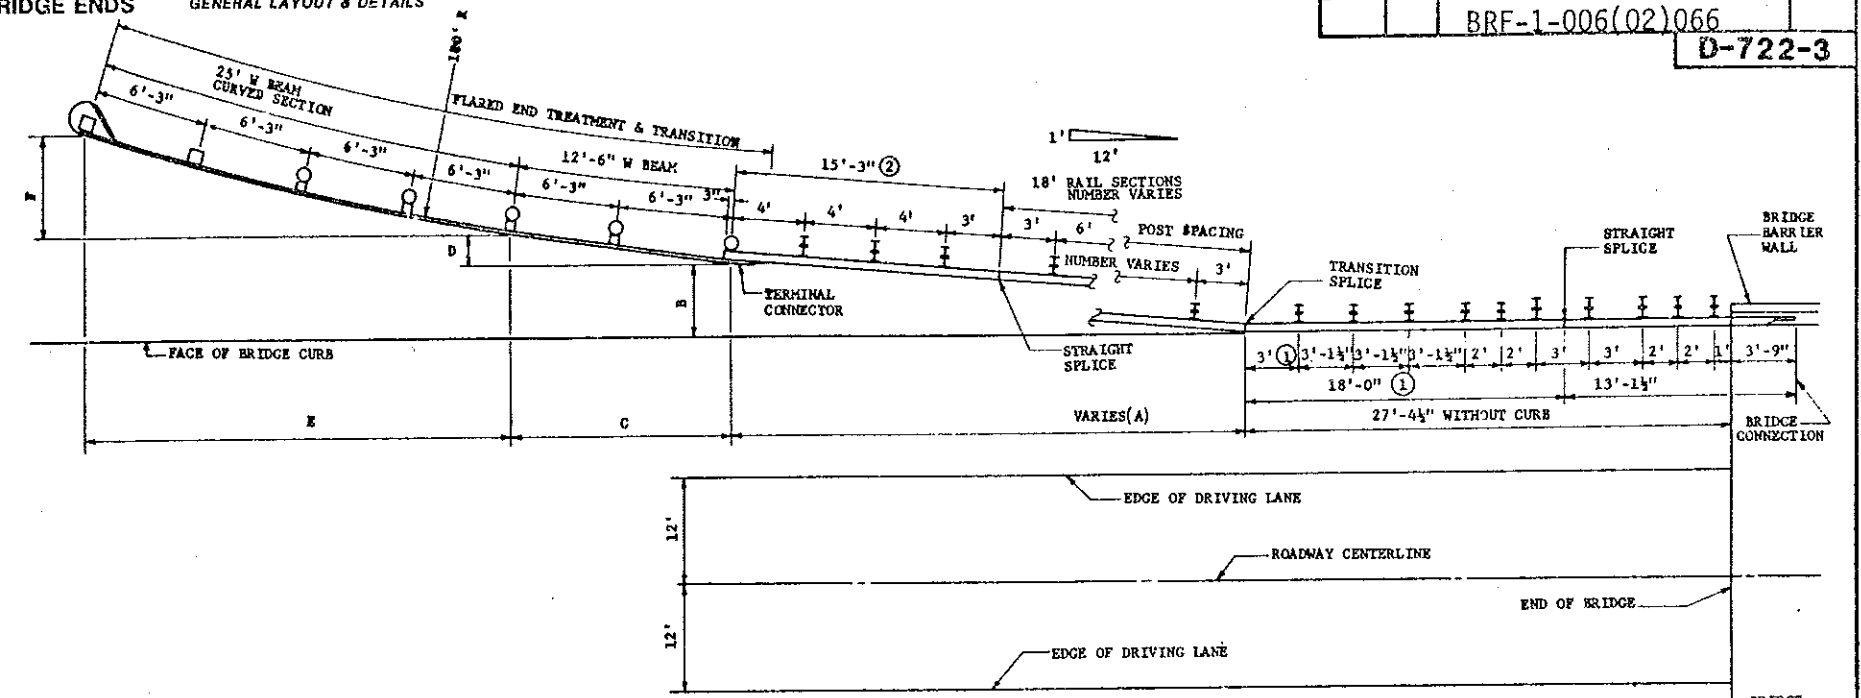 RIDGE ENDS
GENERAL LAYOUT & DETAILS
BRF-1-006(02)066
D-722-3
25' W BEAM
CURVED SECTION
FLARED END TREATMENT & TRANSITION
6'-3"
6'-3"
6'-3"
6'-3"
12'-6" W BEAM
6'-3"
6'-3"
3"
15'-3" ②
1'
12'
18' RAIL SECTIONS
NUMBER VARIES
4'
4'
4'
3'
3'
6'
POST SPACING
NUMBER VARIES
3'
TRANSITION
SPLICE
STRAIGHT
SPLICE
BRIDGE
BARRIER
WALL
F
D
B
TERMINAL
CONNECTOR
STRAIGHT
SPLICE
FACE OF BRIDGE CURB
3' ①
3'-1½"
3'-1½"
3'-1½"
2'
2'
3'
3'
2'
2'
1'
3'-9"
18'-0" ①
13'-1½"
E
C
VARIES(A)
27'-4½" WITHOUT CURB
BRIDGE
CONNECTION
EDGE OF DRIVING LANE
12'
ROADWAY CENTERLINE
END OF BRIDGE
12'
EDGE OF DRIVING LANE